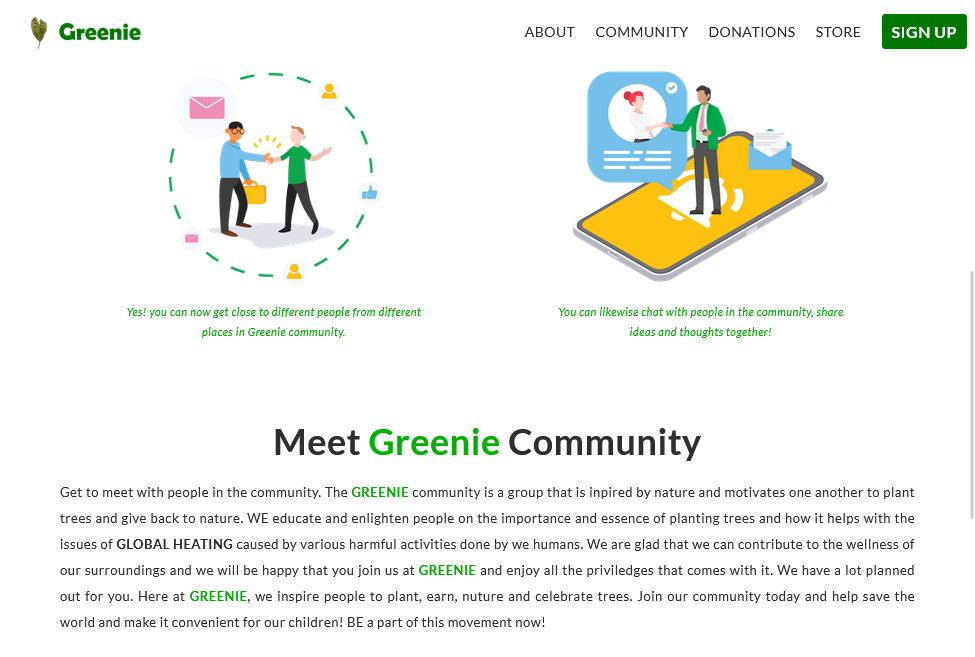 Greenie
ABOUT COMMUNITY DONATIONS STORE SIGN UP
Yes! you can now get close to different people from different
places in Greenie community.
You can likewise chat with people in the community, share
ideas and thoughts together!
Meet Greenie Community
Get to meet with people in the community. The GREENIE community is a group that is inpired by nature and motivates one another to plant
trees and give back to nature. WE educate and enlighten people on the importance and essence of planting trees and how it helps with the
issues of GLOBAL HEATING caused by various harmful activities done by we humans. We are glad that we can contribute to the wellness of
our surroundings and we will be happy that you join us at GREENIE and enjoy all the priviledges that comes with it. We have a lot planned
out for you. Here at GREENIE, we inspire people to plant, earn, nuture and celebrate trees. Join our community today and help save the
world and make it convenient for our children! BE a part of this movement now!